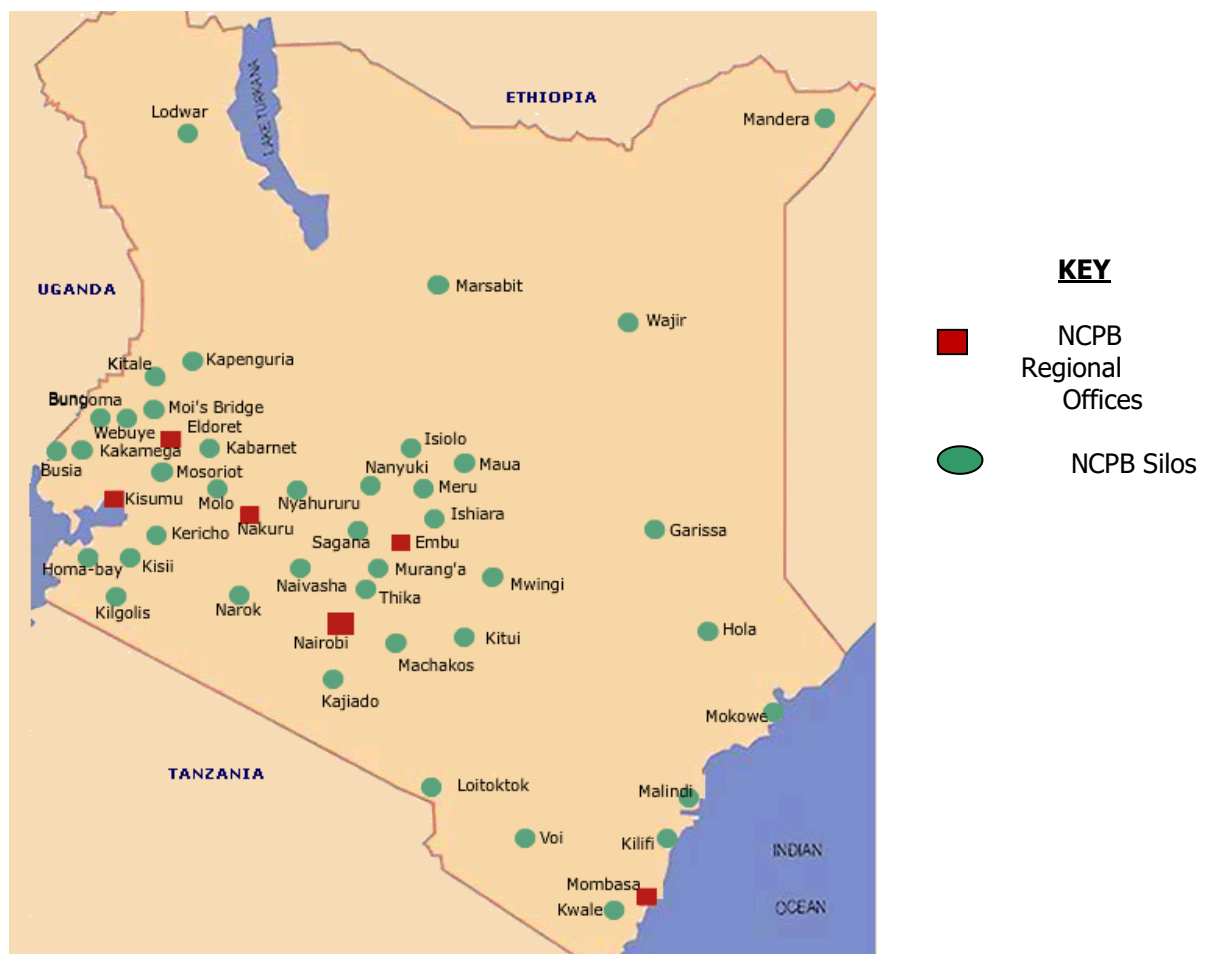 ETHIOPIA
Lodwar
LAKE TURKANA
Mandera
UGANDA
Marsabit
Wajir
Kitale
Kapenguria
Bungoma
Moi's Bridge
Webuye
Eldoret
Kakamega
Kabarnet
Isiolo
Busia
Mosoriot
Nanyuki
Maua
Kisumu
Molo
Nyahururu
Meru
Nakuru
Ishiara
Kericho
Sagana
Embu
Garissa
Homa-bay
Kisii
Naivasha
Murang'a
Mwingi
Kilgolis
Narok
Thika
Nairobi
Machakos
Kitui
Hola
Kajiado
Mokowe
TANZANIA
Loitoktok
Malindi
Voi
Kilifi
INDIAN
OCEAN
Mombasa
Kwale
KEY
NCPB
Regional
Offices
NCPB Silos